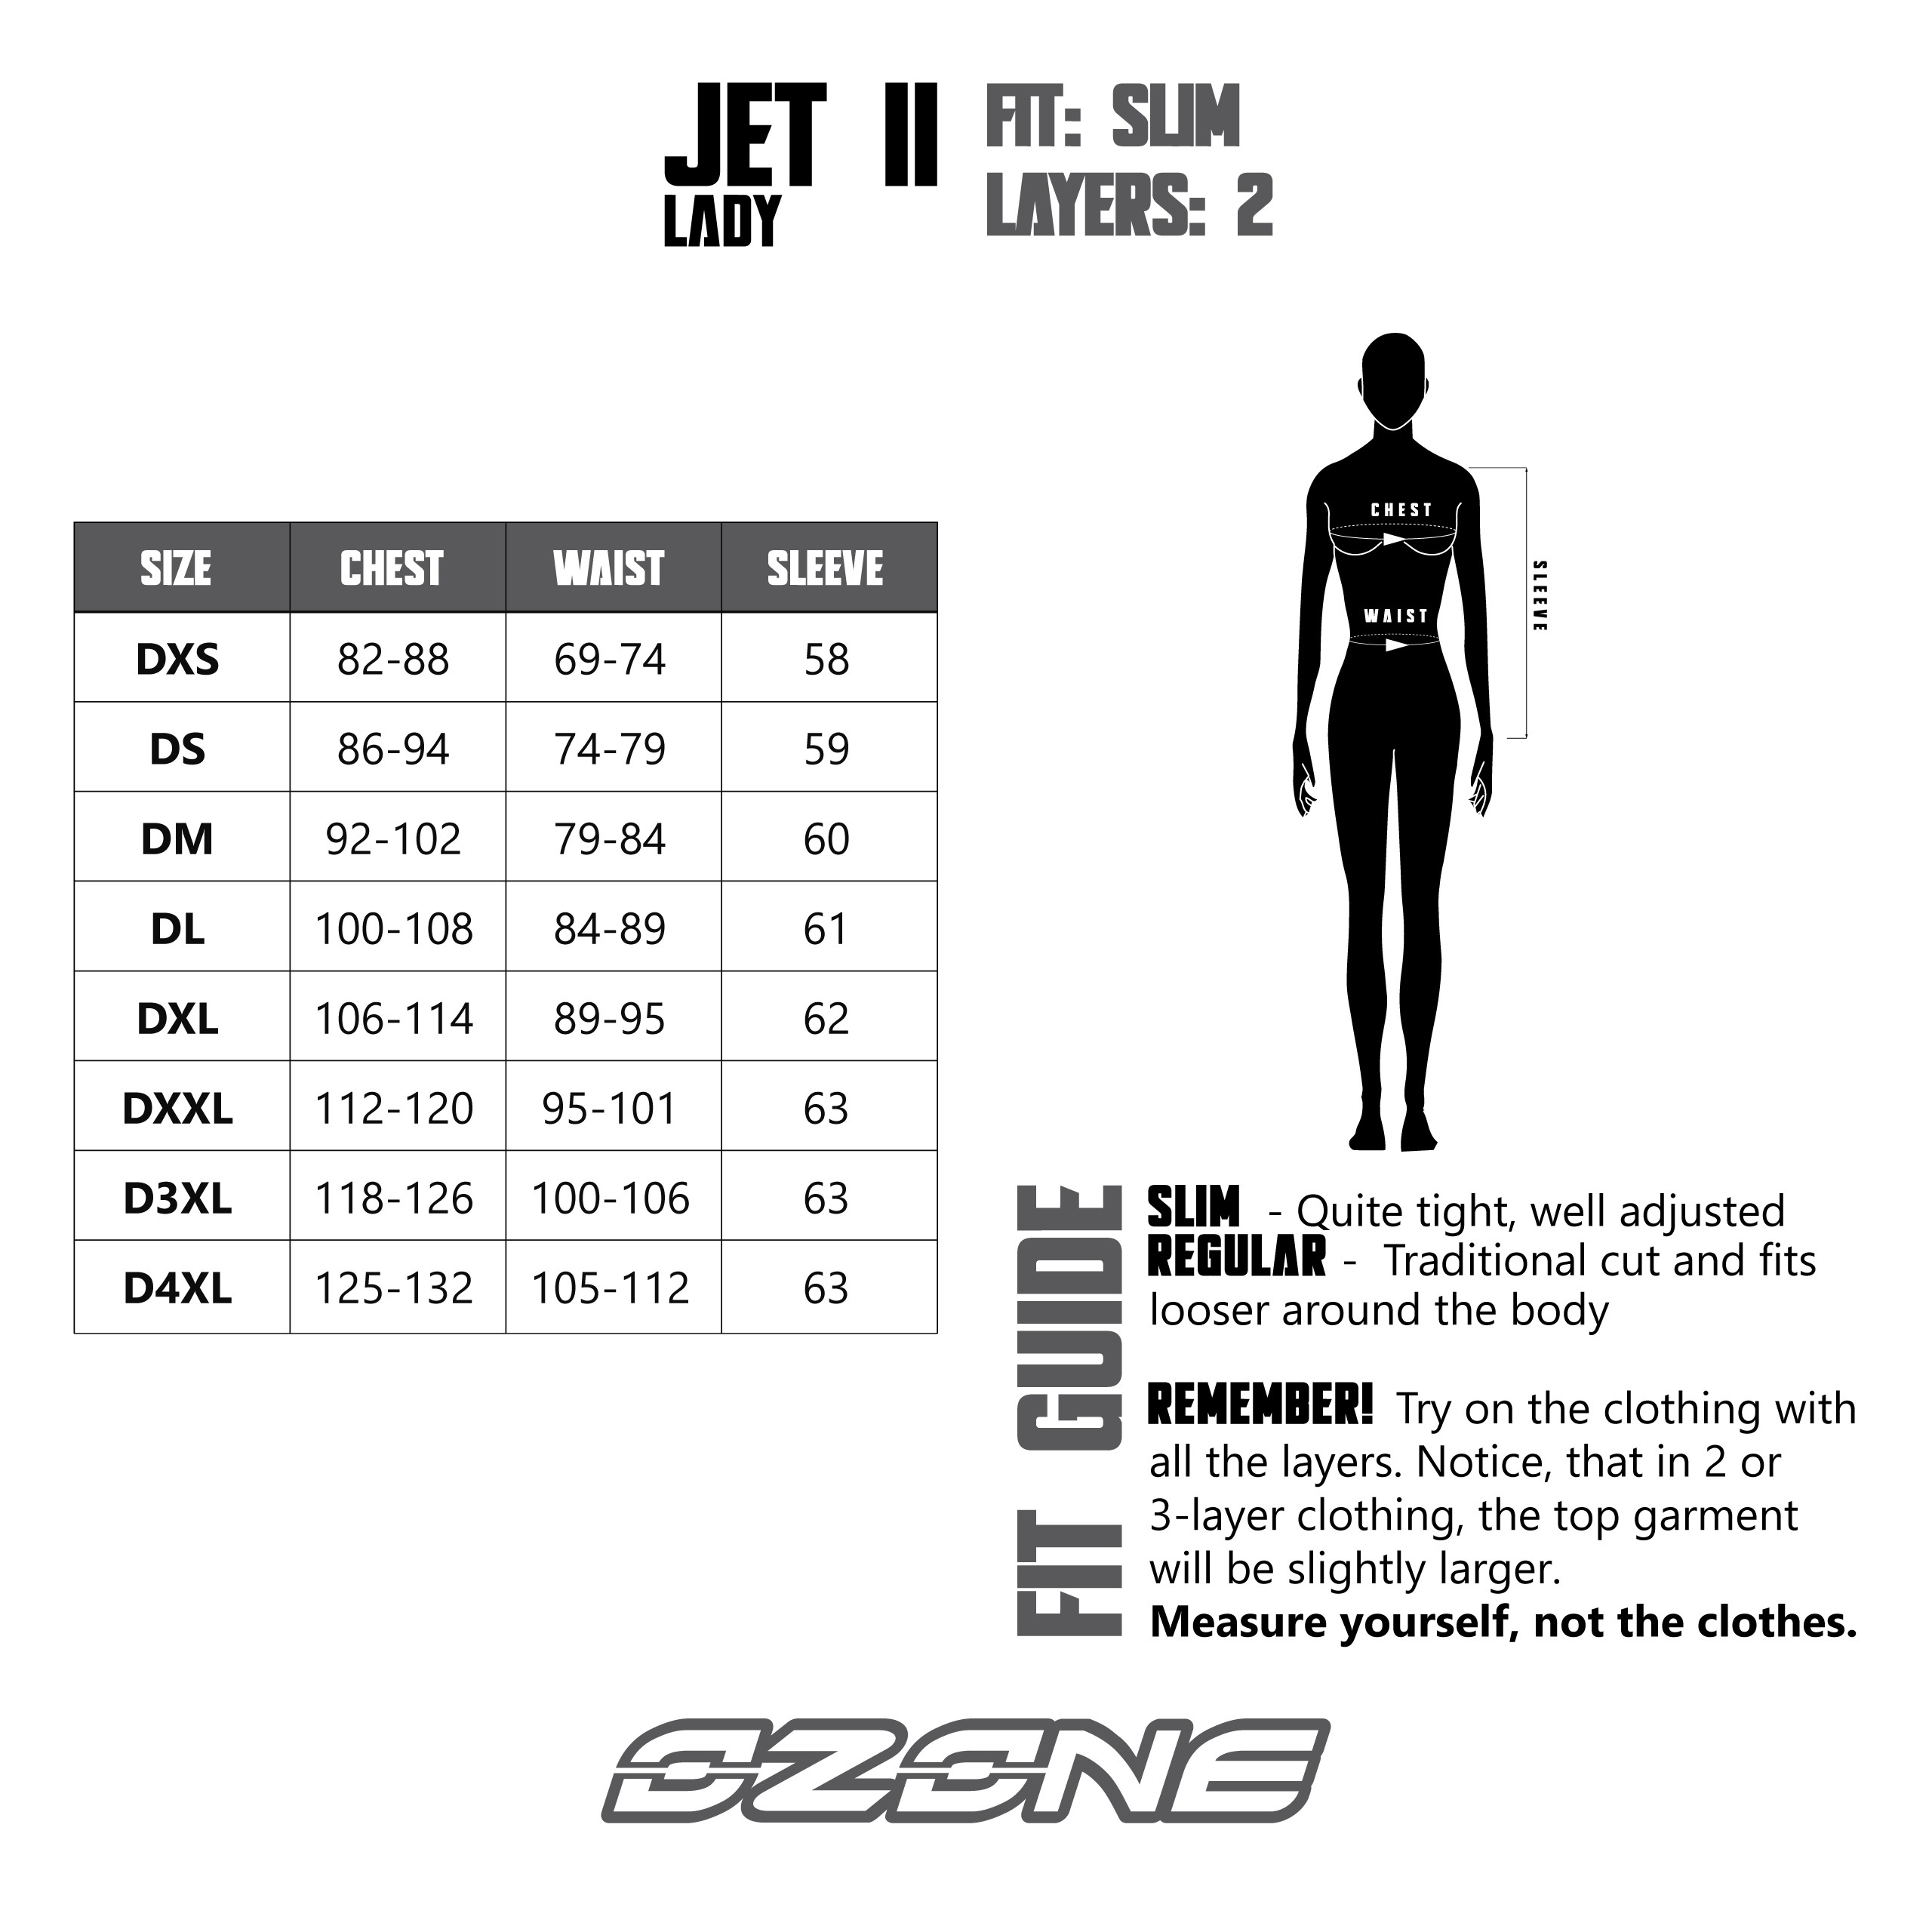 JET II
LADY
FIT: SLIM
LAYERS: 2
SIZE CHEST WAIST SLEEVE
DXS 82-88 69-74 58
DS 86-94 74-79 59
DM 92-102 79-84 60
DL 100-108 84-89 61
DXL 106-114 89-95 62
DXXL 112-120 95-101 63
D3XL 118-126 100-106 63
D4XL 125-132 105-112 63
CHEST
WAIST
SLEEVE
FIT GUIDE
SLIM - Quite tight, well adjusted
REGULAR - Traditional cut and fits
looser around the body
REMEMBER! Try on the clothing with
all the layers. Notice, that in 2 or
3-layer clothing, the top garment
will be slightly larger.
Measure yourself, not the clothes.
OZONE